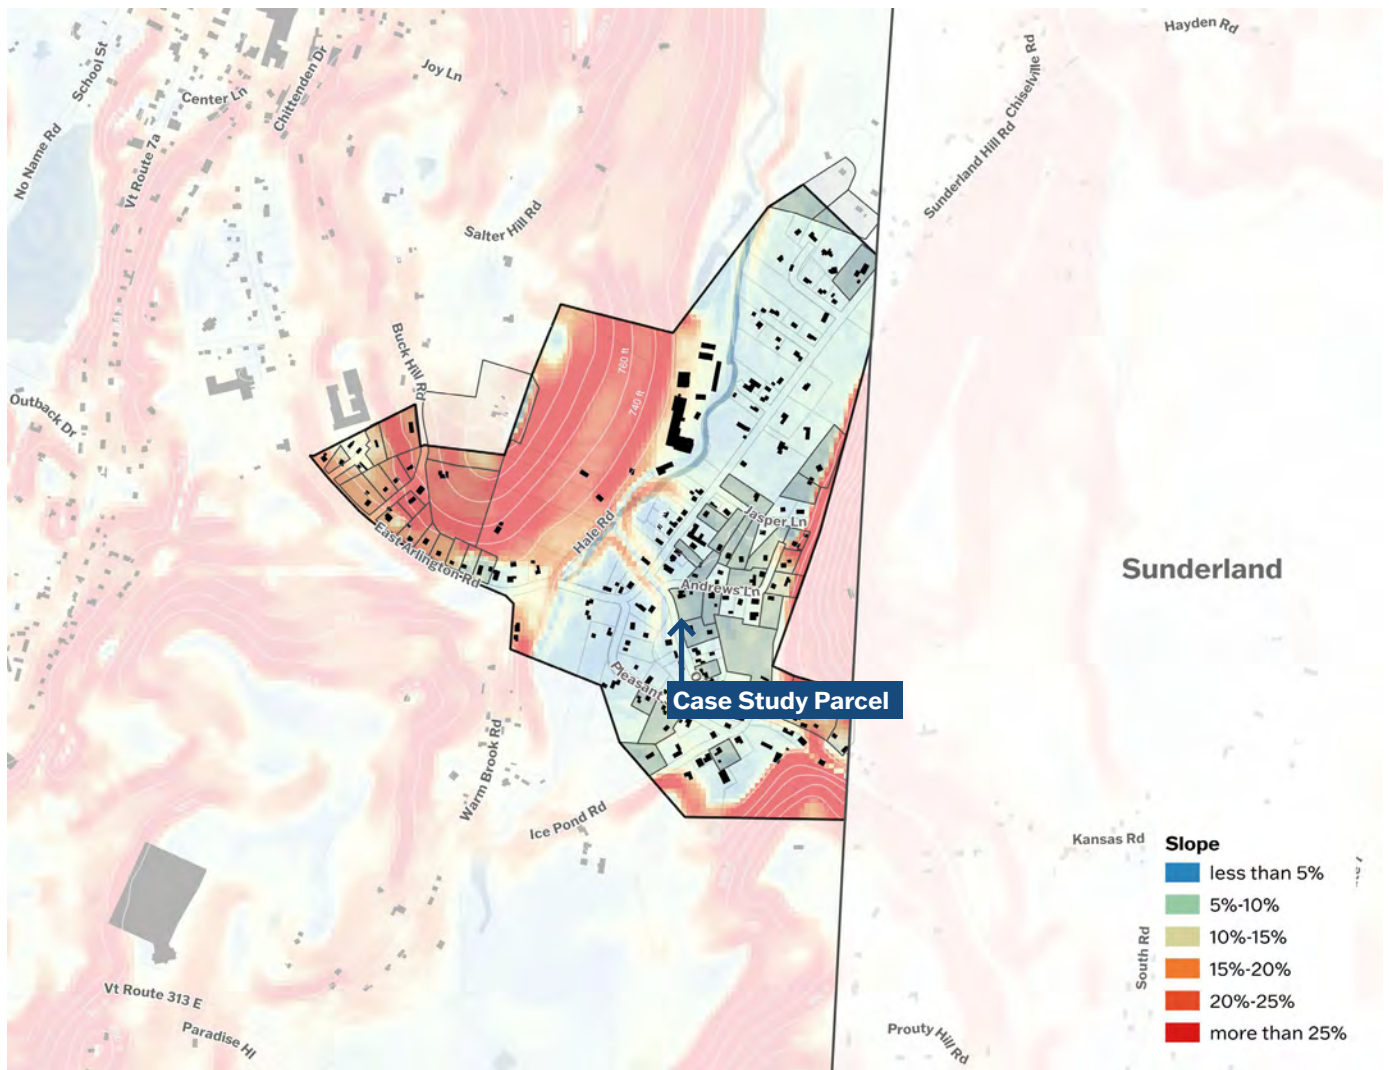 Hayden Rd
School St
Chittenden Dr
Joy Ln
Center Ln
Chiselville Rd
No Name Rd
Vt Route 7a
Sunderland Hill Rd
Salter Hill Rd
Buck Hill Rd
760 ft
740 ft
Outback Dr
East Arlington Rd
Hale Rd
Jasper Ln
Andrews Ln
Sunderland
Pleasant
Case Study Parcel
Warm Brook Rd
Ice Pond Rd
Kansas Rd
South Rd
Vt Route 313 E
Paradise Hl
Prouty Hill Rd
Slope
less than 5%
5%-10%
10%-15%
15%-20%
20%-25%
more than 25%